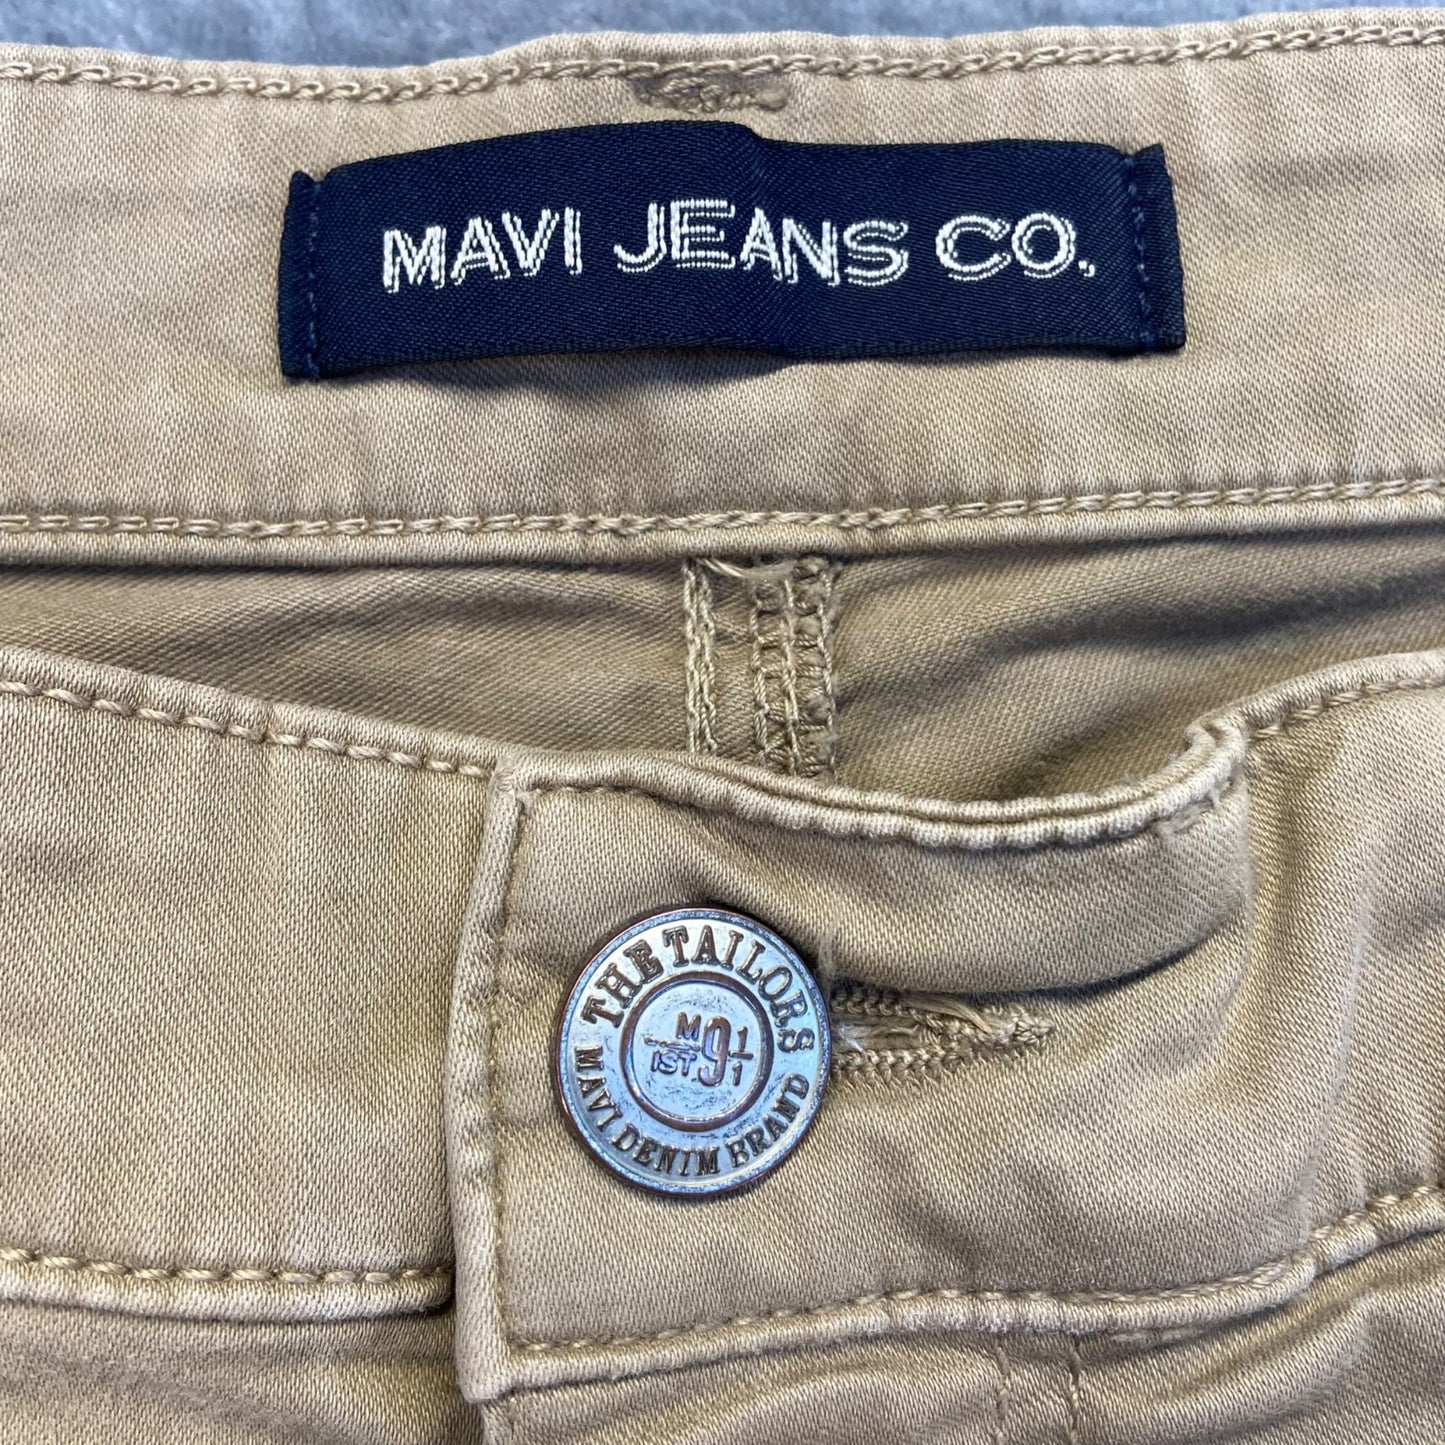 MAVI JEANS CO.
THE TAILORS
M 9 1/1
IST.
MAVI DENIM BRAND